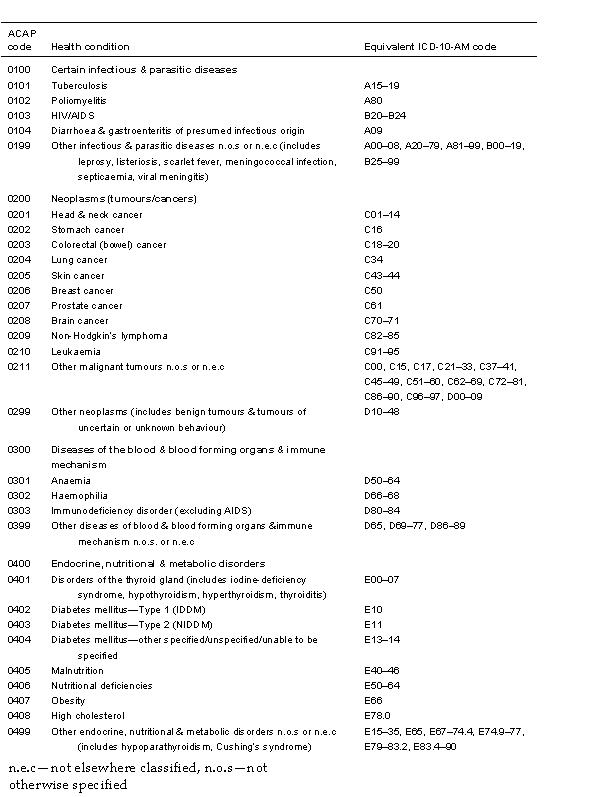 ACAP
code Health condition Equivalent ICD-10-AM code
0100 Certain infectious & parasitic diseases
0101 Tuberculosis A15–19
0102 Poliomyelitis A80
0103 HIV/AIDS B20–B24
0104 Diarrhoea & gastroenteritis of presumed infectious origin A09
0199 Other infectious & parasitic diseases n.o.s or n.e.c (includes A00–08, A20–79, A81–99, B00–19,
leprosy, listeriosis, scarlet fever, meningococcal infection, B25–99
septicaemia, viral meningitis)
0200 Neoplasms (tumours/cancers)
0201 Head & neck cancer C01–14
0202 Stomach cancer C16
0203 Colorectal (bowel) cancer C18–20
0204 Lung cancer C34
0205 Skin cancer C43–44
0206 Breast cancer C50
0207 Prostate cancer C61
0208 Brain cancer C70–71
0209 Non-Hodgkin's lymphoma C82–85
0210 Leukaemia C91–95
0211 Other malignant tumours n.o.s or n.e.c C00, C15, C17, C21–33, C37–41,
C45–49, C51–60, C62–69, C72–81,
C86–90, C96–97, D00–09
0299 Other neoplasms (includes benign tumours & tumours of D10–48
uncertain or unknown behaviour)
0300 Diseases of the blood & blood forming organs & immune
mechanism
0301 Anaemia D50–64
0302 Haemophilia D66–68
0303 Immunodeficiency disorder (excluding AIDS) D80–84
0399 Other diseases of blood & blood forming organs &immune D65, D69–77, D86–89
mechanism n.o.s. or n.e.c
0400 Endocrine, nutritional & metabolic disorders
0401 Disorders of the thyroid gland (includes iodine-deficiency E00–07
syndrome, hypothyroidism, hyperthyroidism, thyroiditis)
0402 Diabetes mellitus—Type 1 (IDDM) E10
0403 Diabetes mellitus—Type 2 (NIDDM) E11
0404 Diabetes mellitus—other specified/unspecified/unable to be E13–14
specified
0405 Malnutrition E40–46
0406 Nutritional deficiencies E50–64
0407 Obesity E66
0408 High cholesterol E78.0
0499 Other endocrine, nutritional & metabolic disorders n.o.s or n.e.c E15–35, E65, E67–74.4, E74.9–77,
(includes hypoparathyroidism, Cushing's syndrome) E79–83.2, E83.4–90
n.e.c—not elsewhere classified, n.o.s—not
otherwise specified